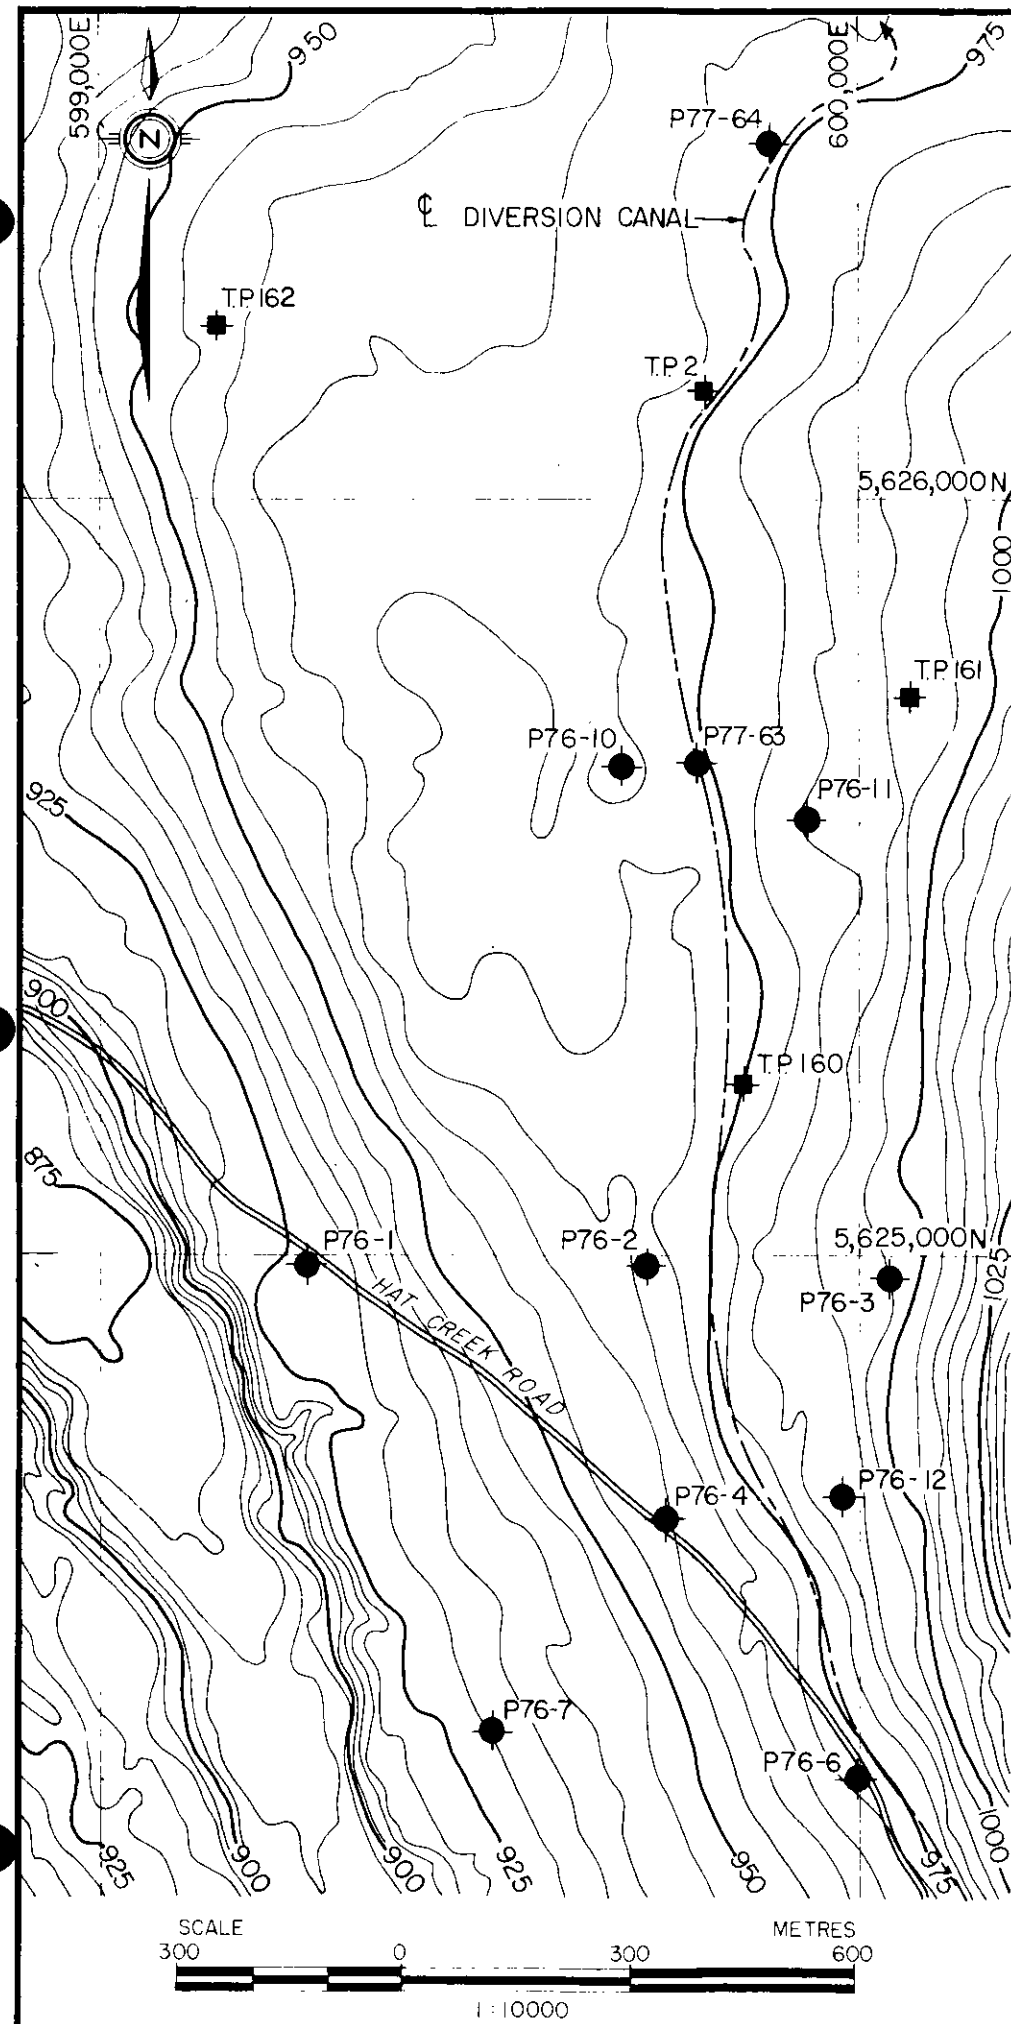 599,000E
950
600,000E
975
N
P77-64
℄ DIVERSION CANAL
T.P.162
T.P. 2
5,626,000N
1000
T.P.161
P76-10
P77-63
P76-11
925
900
T.P.160
875
P76-1
P76-2
5,625,000N
P76-3
1025
HAT CREEK ROAD
P76-4
P76-12
P76-7
P76-6
925
900
900
925
950
975
1000
SCALE
METRES
300
0
300
600
1:10000